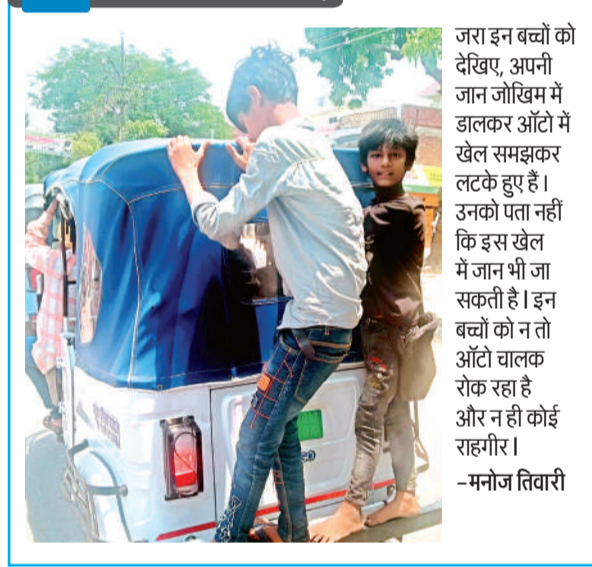 जरा इन बच्चों को
देखिए, अपनी
जान जोखिम में
डालकर ऑटो में
खेल समझकर
लटके हुए हैं।
उनको पता नहीं
कि इस खेल
में जान भी जा
सकती है। इन
बच्चों को न तो
ऑटो चालक
रोक रहा है
और न ही कोई
राहगीर।
–मनोज तिवारी